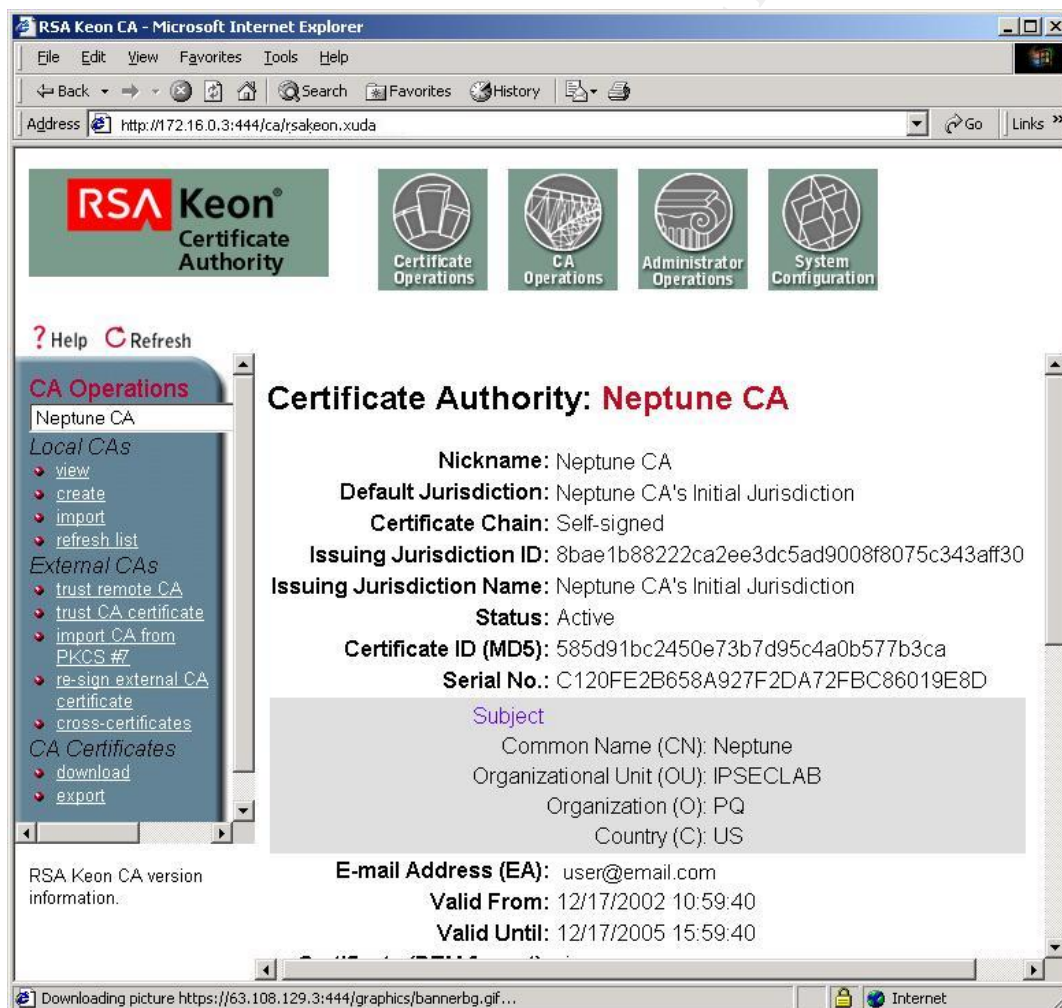 RSA Keon CA - Microsoft Internet Explorer
File Edit View Favorites Tools Help
Back Search Favorites History
Address http://172.16.0.3:444/ca/rsakeon.xuda Go Links »
RSA Keon®
Certificate
Authority
Certificate
Operations
CA
Operations
Administrator
Operations
System
Configuration
? Help Refresh
CA Operations
Neptune CA
Local CAs
view
create
import
refresh list
External CAs
trust remote CA
trust CA certificate
import CA from
PKCS #7
re-sign external CA
certificate
cross-certificates
CA Certificates
download
export
RSA Keon CA version
information.
Certificate Authority: Neptune CA
Nickname: Neptune CA
Default Jurisdiction: Neptune CA's Initial Jurisdiction
Certificate Chain: Self-signed
Issuing Jurisdiction ID: 8bae1b88222ca2ee3dc5ad9008f8075c343aff30
Issuing Jurisdiction Name: Neptune CA's Initial Jurisdiction
Status: Active
Certificate ID (MD5): 585d91bc2450e73b7d95c4a0b577b3ca
Serial No.: C120FE2B658A927F2DA72FBC86019E8D
Subject
Common Name (CN): Neptune
Organizational Unit (OU): IPSECLAB
Organization (O): PQ
Country (C): US
E-mail Address (EA): user@email.com
Valid From: 12/17/2002 10:59:40
Valid Until: 12/17/2005 15:59:40
Downloading picture https://63.108.129.3:444/graphics/bannerbg.gif...
Internet